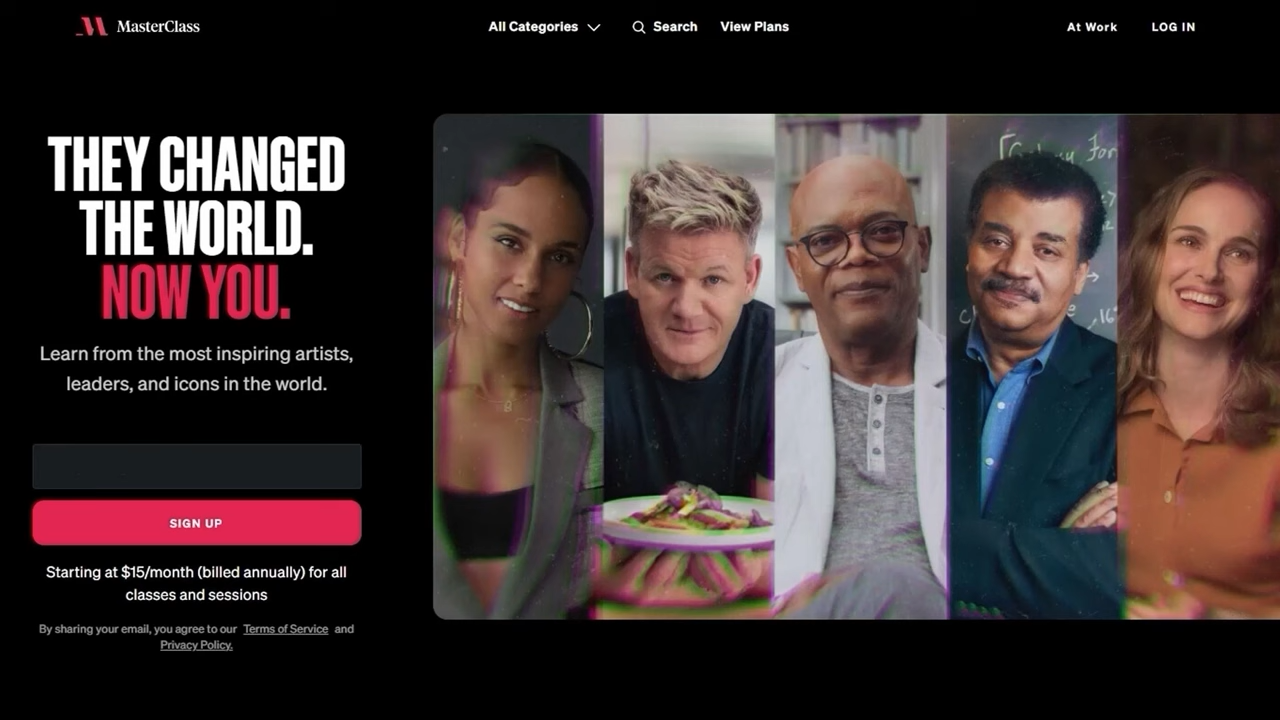 MasterClass
All Categories
Search
View Plans
At Work
LOG IN
THEY CHANGED
THE WORLD.
NOW YOU.
Learn from the most inspiring artists,
leaders, and icons in the world.
SIGN UP
Starting at $15/month (billed annually) for all
classes and sessions
By sharing your email, you agree to our Terms of Service and
Privacy Policy.